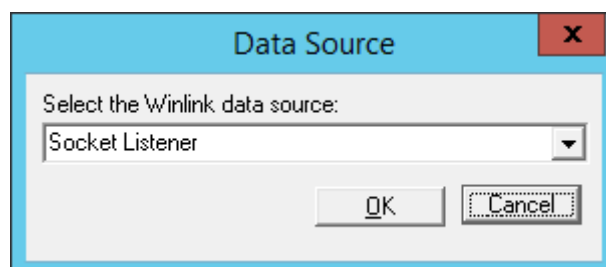 Data Source
x
Select the Winlink data source:
Socket Listener
OK
Cancel